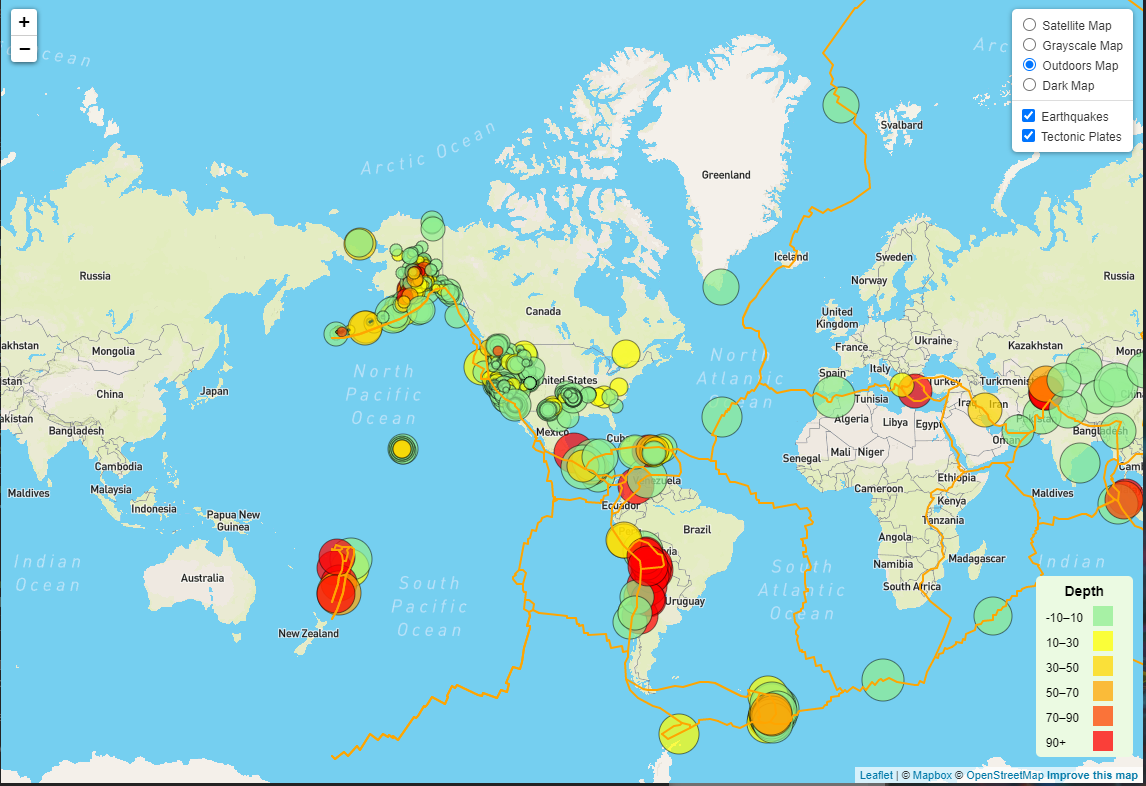 +
−
Ocean
Arctic Ocean
Satellite Map
Grayscale Map
Outdoors Map
Dark Map
Earthquakes
Tectonic Plates
Svalbard
Greenland
Iceland
Sweden
Norway
Russia
Russia
Canada
United
Kingdom
Ukraine
France
Kazakhstan
akhstan
Mongolia
Mong
Spain
Italy
Turkey
Turkmenis
stan
China
Japan
North
Pacific
Ocean
North
Atlantic
United States
Tunisia
Iraq
Iran
Algeria
Libya
Egypt
Pakistan
akistan
Bangladesh
Bangladesh
Oman
Mexico
Cuba
Senegal
Mali
Niger
Cambodia
Camb
Maldives
Malaysia
Maldives
Venezuela
Ethiopia
Cameroon
Kenya
Indonesia
Papua New
Guinea
Ecuador
Tanzania
Brazil
Angola
Indian
Ocean
Australia
South
Pacific
Ocean
South
Atlantic
Ocean
Namibia
Madagascar
Indian
South Africa
Uruguay
New Zealand
Depth
-10–10
10–30
30–50
50–70
70–90
90+
Leaflet | © Mapbox © OpenStreetMap Improve this map